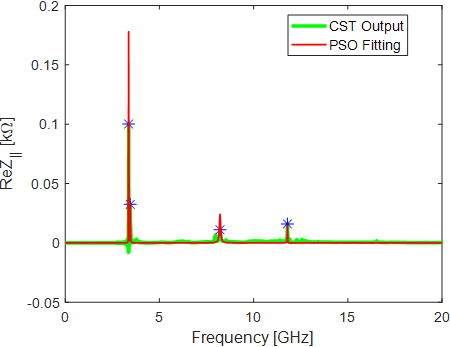 CST Output
PSO Fitting
0.2
0.15
0.1
0.05
0
-0.05
ReZ|| [kΩ]
0 5 10 15 20
Frequency [GHz]